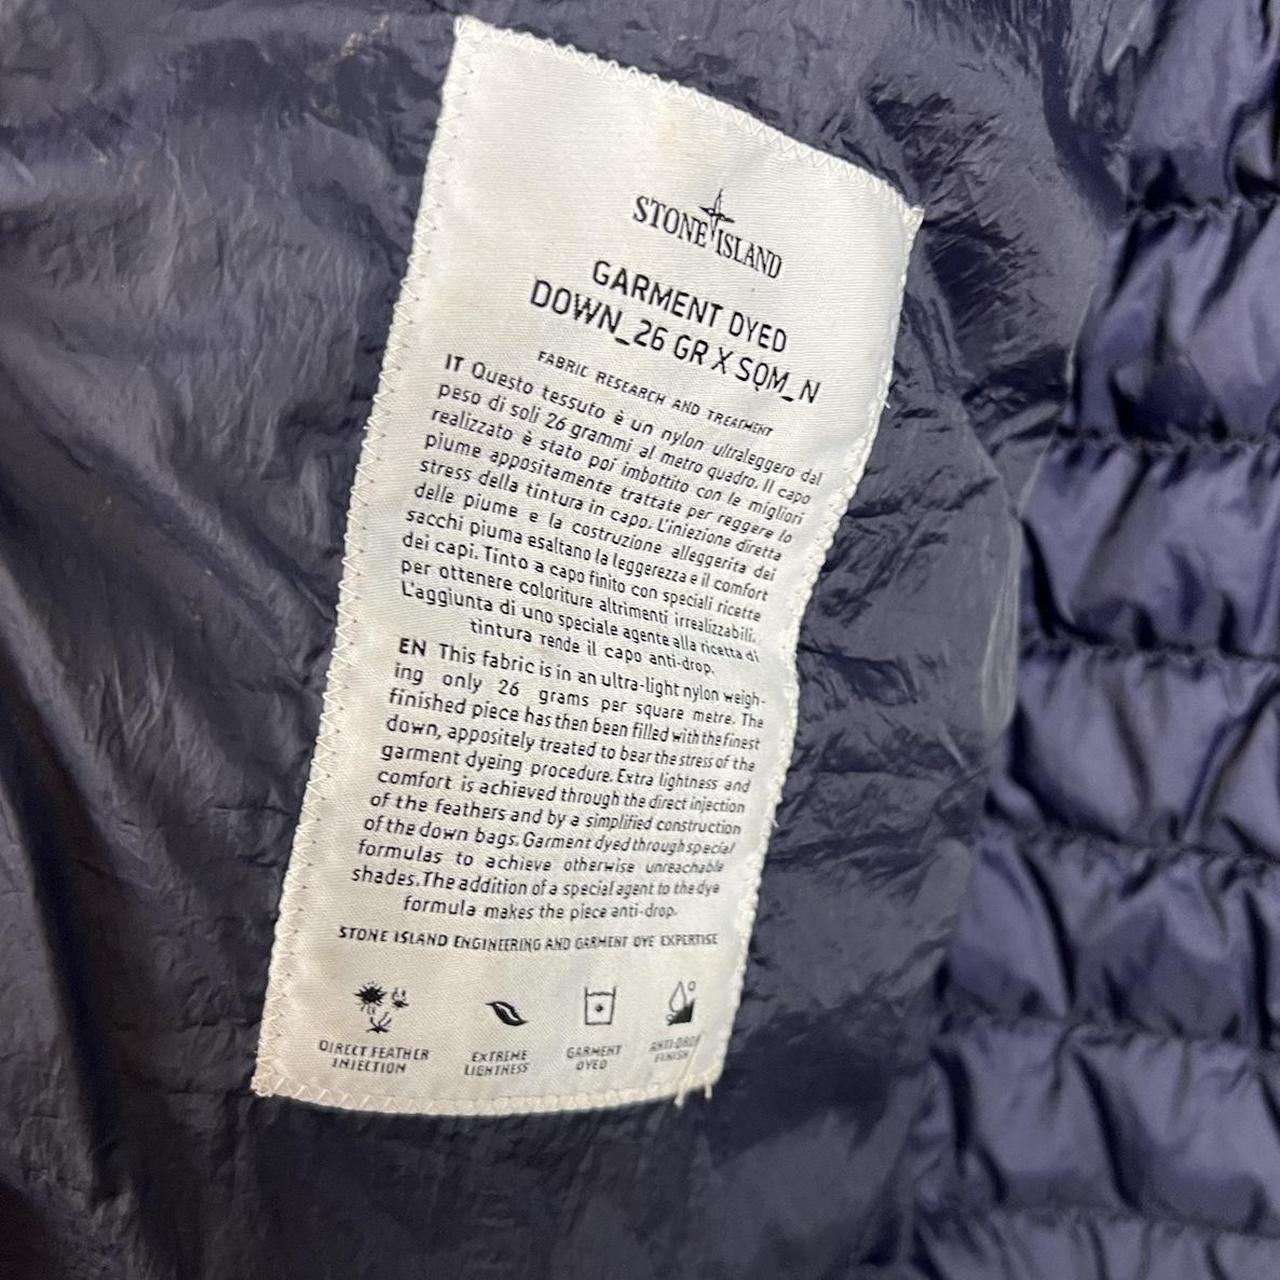 STONE ISLAND
GARMENT DYED
DOWN_26 GR X SQM_N
FABRIC RESEARCH AND TREATMENT
IT Questo tessuto è un nylon ultraleggero dal
peso di soli 26 grammi al metro quadro. Il capo
realizzato è stato poi imbottito con le migliori
piume appositamente trattate per reggere lo
stress della tintura in capo. L'iniezione diretta
delle piume e la costruzione alleggerita dei
sacchi piuma esaltano la leggerezza e il comfort
dei capi. Tinto a capo finito con speciali ricette
per ottenere coloriture altrimenti irrealizzabili.
L'aggiunta di uno speciale agente alla ricetta di
tintura rende il capo anti-drop.
EN This fabric is in an ultra-light nylon weigh-
ing only 26 grams per square metre. The
finished piece has then been filled with the finest
down, appositely treated to bear the stress of the
garment dyeing procedure. Extra lightness and
comfort is achieved through the direct injection
of the feathers and by a simplified construction
of the down bags. Garment dyed through special
formulas to achieve otherwise unreachable
shades. The addition of a special agent to the dye
formula makes the piece anti-drop.
STONE ISLAND ENGINEERING AND GARMENT DYE EXPERTISE
DIRECT FEATHER
INJECTION
EXTREME
LIGHTNESS
GARMENT
DYED
ANTI-DROP
FINISH